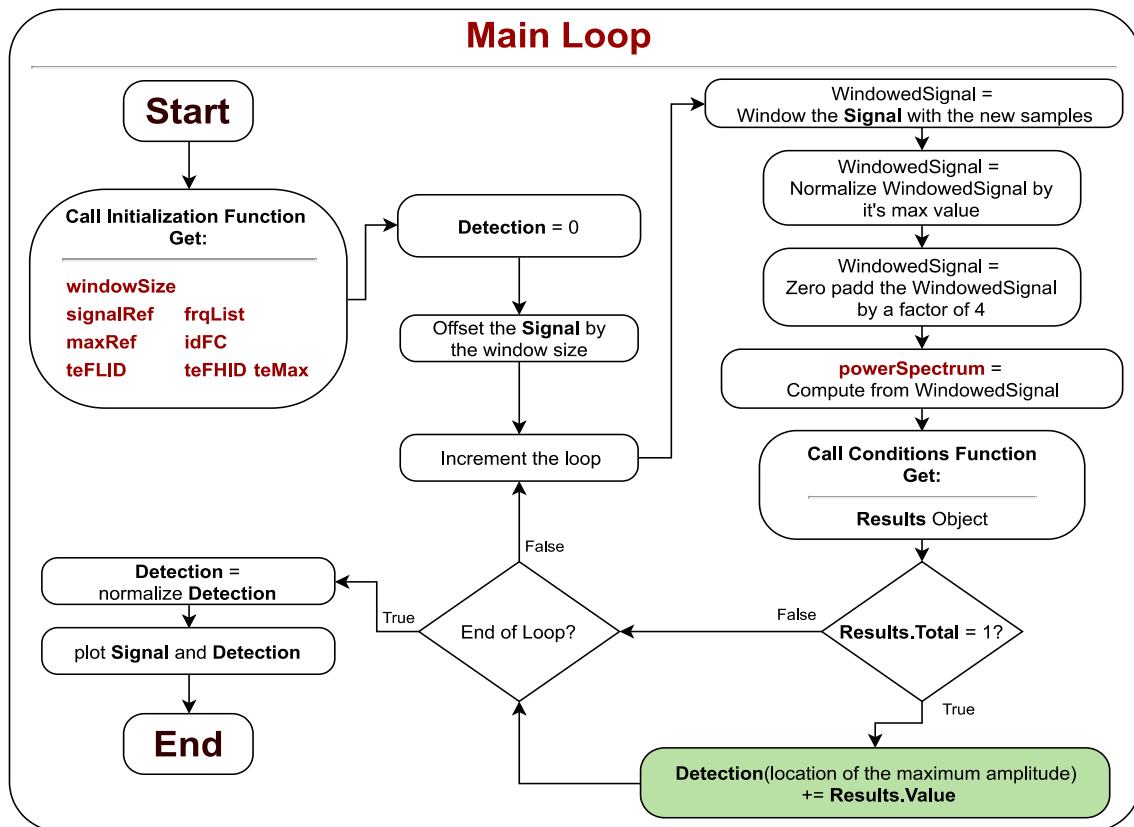 Main Loop
Start
Call Initialization Function
Get:
windowSize
signalRef frqList
maxRef idFC
teFLID teFHID teMax
Detection = 0
Offset the Signal by
the window size
Increment the loop
WindowedSignal =
Window the Signal with the new samples
WindowedSignal =
Normalize WindowedSignal by
it's max value
WindowedSignal =
Zero padd the WindowedSignal
by a factor of 4
powerSpectrum =
Compute from WindowedSignal
Call Conditions Function
Get:
Results Object
Results.Total = 1?
False
True
Detection(location of the maximum amplitude)
+= Results.Value
End of Loop?
False
True
Detection =
normalize Detection
plot Signal and Detection
End